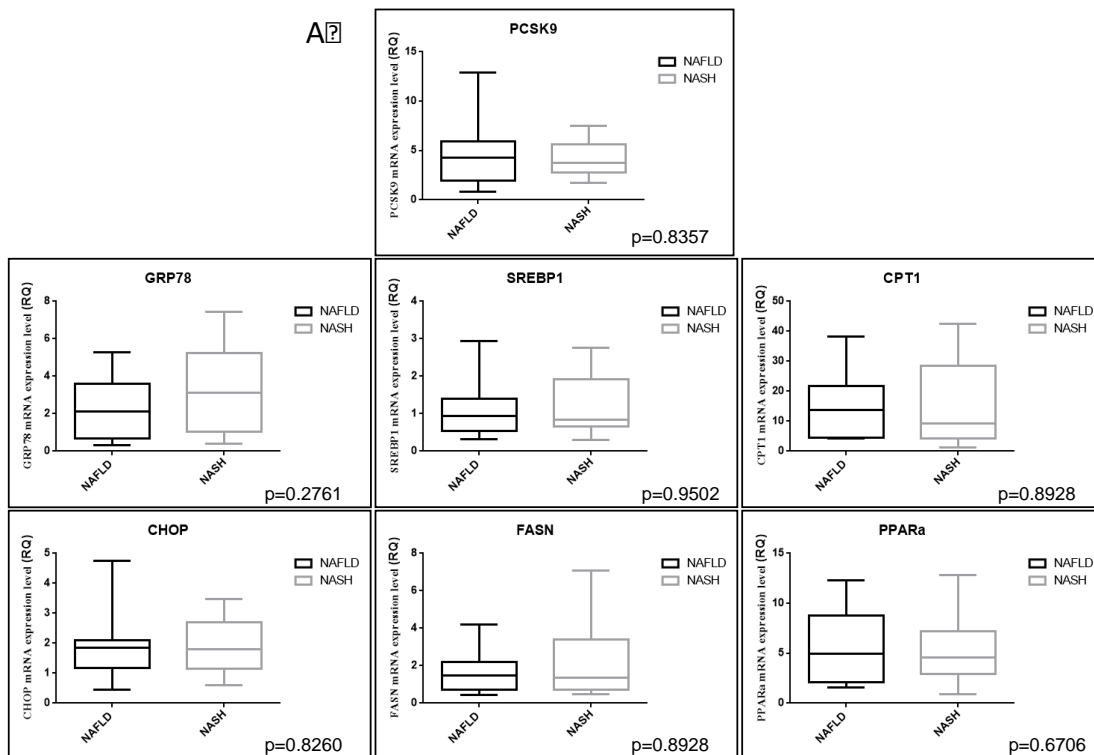 A⍰
PCSK9
PCSK9 mRNA expression level (RQ)
15
10
5
0
NAFLD
NASH
NAFLD
NASH
p=0.8357
GRP78
GRP78 mRNA expression level (RQ)
8
6
4
2
0
NAFLD
NASH
NAFLD
NASH
p=0.2761
SREBP1
SREBP1 mRNA expression level (RQ)
4
3
2
1
0
NAFLD
NASH
NAFLD
NASH
p=0.9502
CPT1
CPT1 mRNA expression level (RQ)
50
40
30
20
10
0
NAFLD
NASH
NAFLD
NASH
p=0.8928
CHOP
CHOP mRNA expression level (RQ)
5
4
3
2
1
0
NAFLD
NASH
NAFLD
NASH
p=0.8260
FASN
FASN mRNA expression level (RQ)
8
6
4
2
0
NAFLD
NASH
NAFLD
NASH
p=0.8928
PPARa
PPARa mRNA expression level (RQ)
15
10
5
0
NAFLD
NASH
NAFLD
NASH
p=0.6706